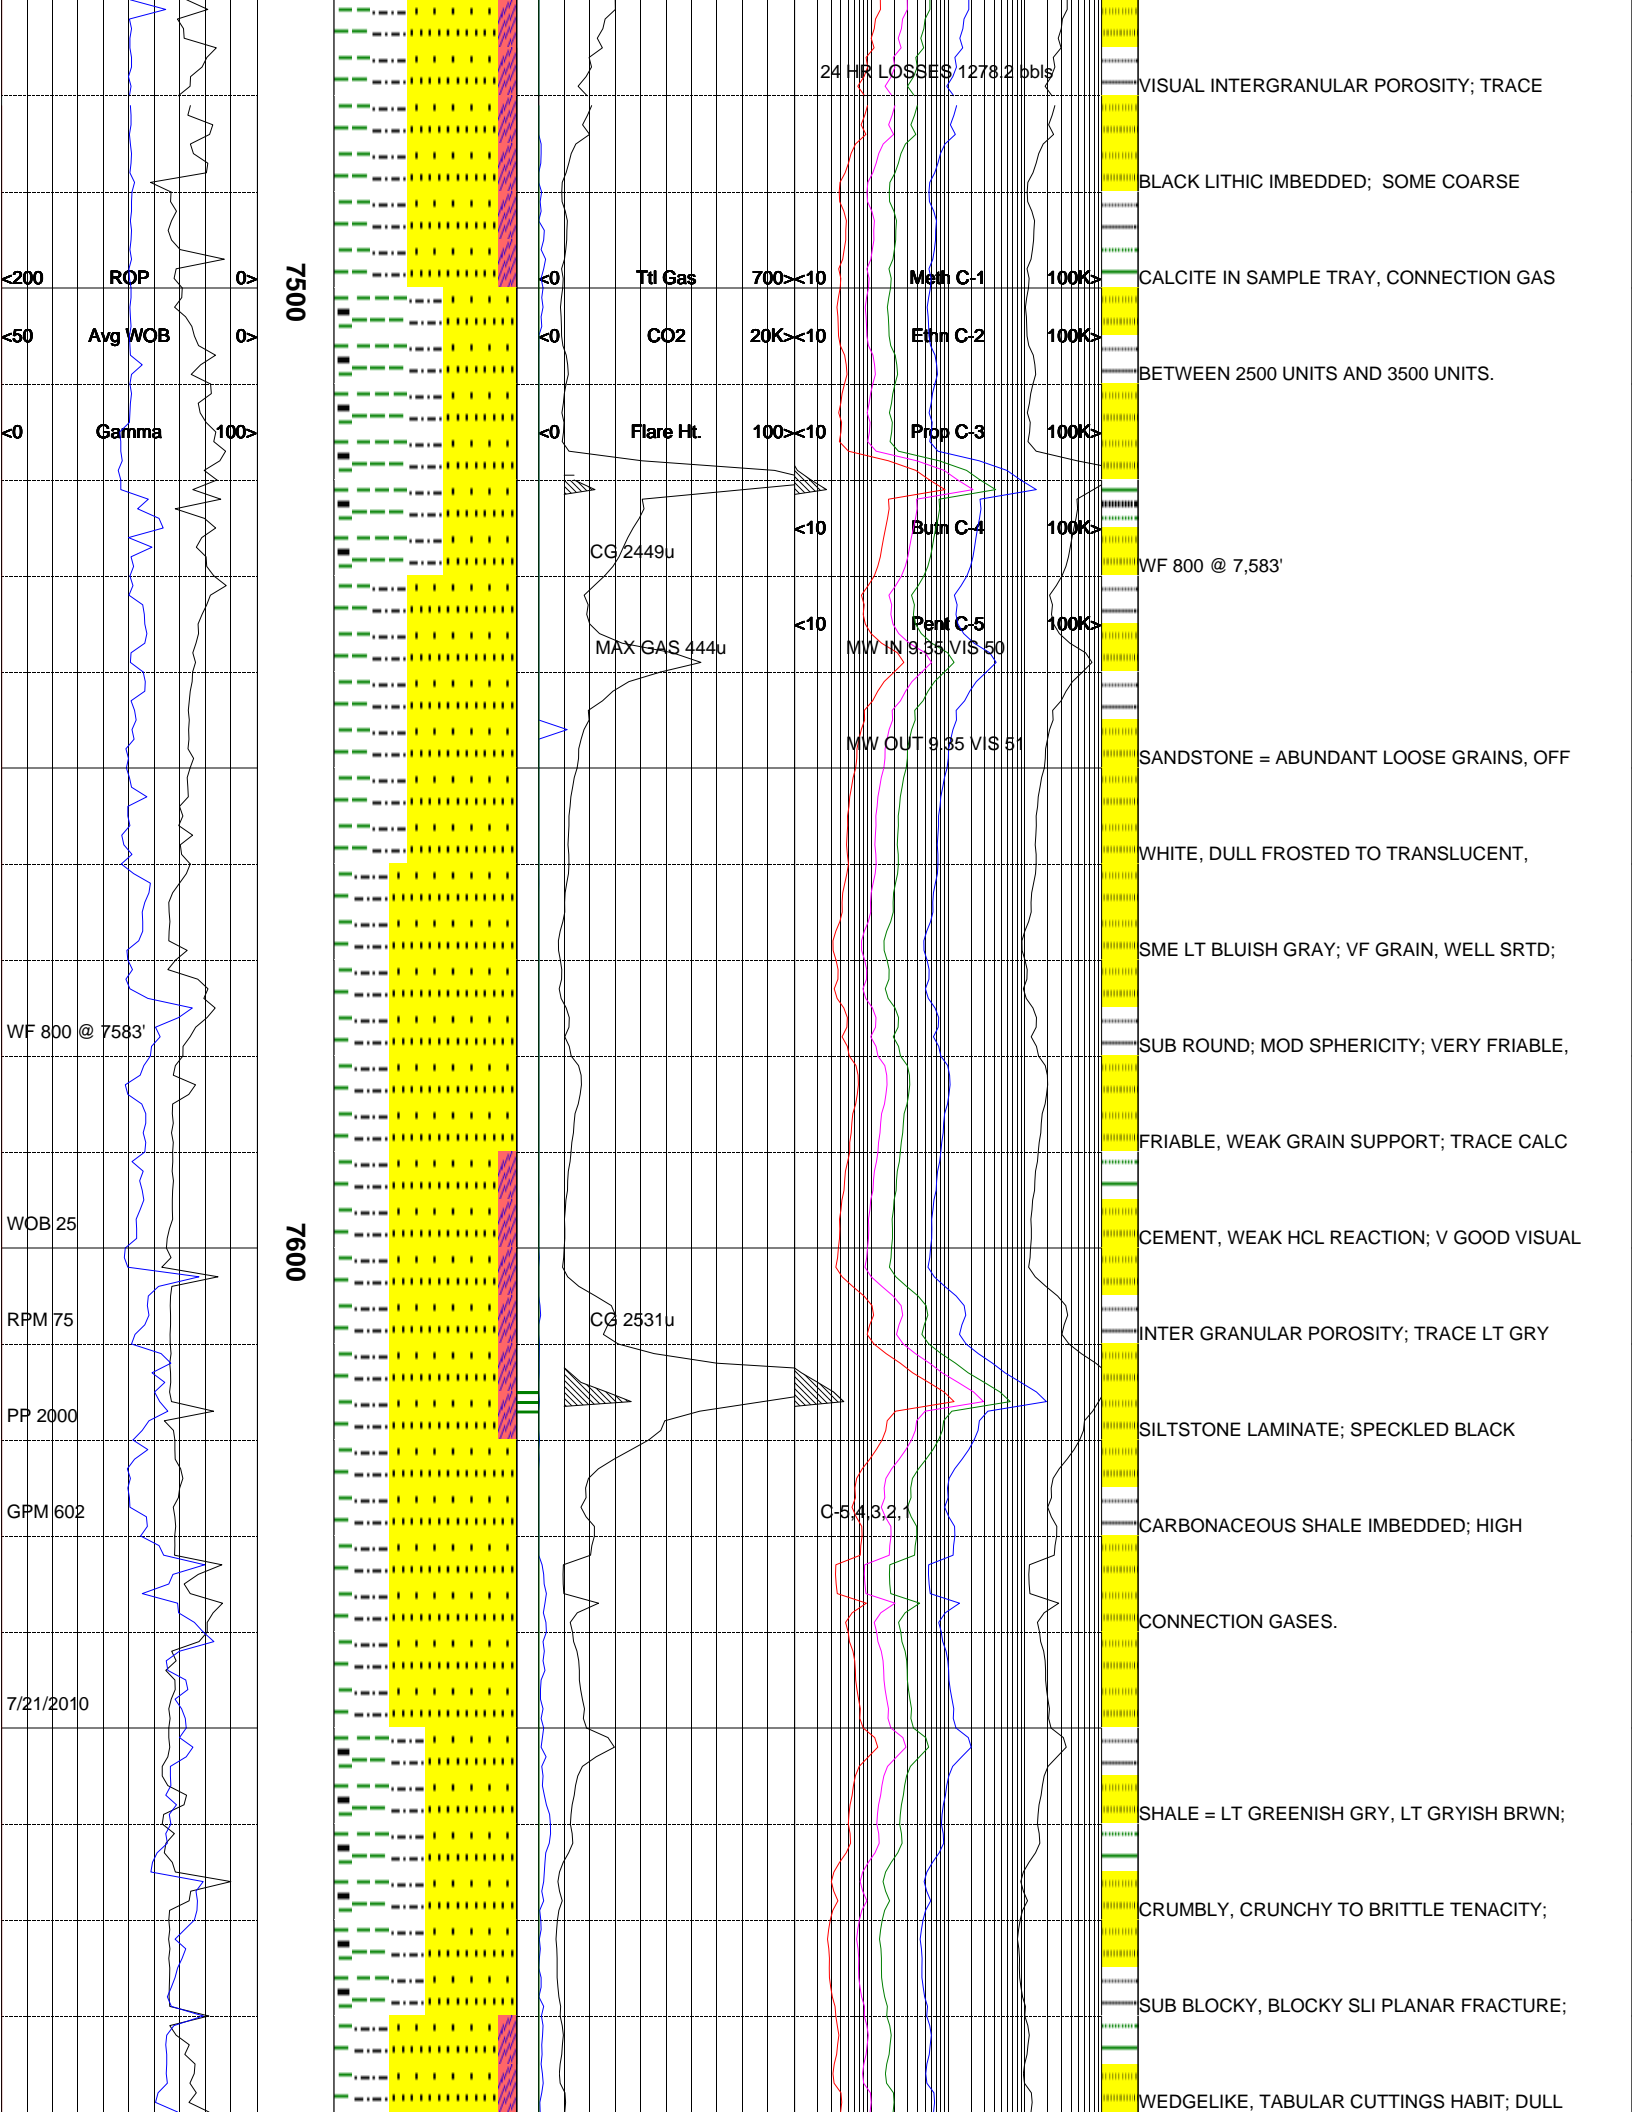 24 HR LOSSES 1278.2 bbls
VISUAL INTERGRANULAR POROSITY; TRACE
BLACK LITHIC IMBEDDED;  SOME COARSE
<200 ROP 0> 7500 <0 Ttl Gas 700> <10 Meth C-1 100K>
CALCITE IN SAMPLE TRAY, CONNECTION GAS
<50 Avg WOB 0> <0 CO2 20K> <10 Ethn C-2 100K>
BETWEEN 2500 UNITS AND 3500 UNITS.
<0 Gamma 100> <0 Flare Ht. 100> <10 Prop C-3 100K>
<10 Butn C-4 100K>
CG 2449u
WF 800 @ 7,583'
<10 Pent C-5 100K>
MAX GAS 444u
MW IN 9.35 VIS 50
MW OUT 9.35 VIS 51
SANDSTONE = ABUNDANT LOOSE GRAINS, OFF
WHITE, DULL FROSTED TO TRANSLUCENT,
SME LT BLUISH GRAY; VF GRAIN, WELL SRTD;
WF 800 @ 7583'
SUB ROUND; MOD SPHERICITY; VERY FRIABLE,
FRIABLE, WEAK GRAIN SUPPORT; TRACE CALC
WOB 25
7600
CEMENT, WEAK HCL REACTION; V GOOD VISUAL
RPM 75
CG 2531u
INTER GRANULAR POROSITY; TRACE LT GRY
PP 2000
SILTSTONE LAMINATE; SPECKLED BLACK
GPM 602
C-5,4,3,2,1
CARBONACEOUS SHALE IMBEDDED; HIGH
CONNECTION GASES.
7/21/2010
SHALE = LT GREENISH GRY, LT GRYISH BRWN;
CRUMBLY, CRUNCHY TO BRITTLE TENACITY;
SUB BLOCKY, BLOCKY SLI PLANAR FRACTURE;
WEDGELIKE, TABULAR CUTTINGS HABIT; DULL